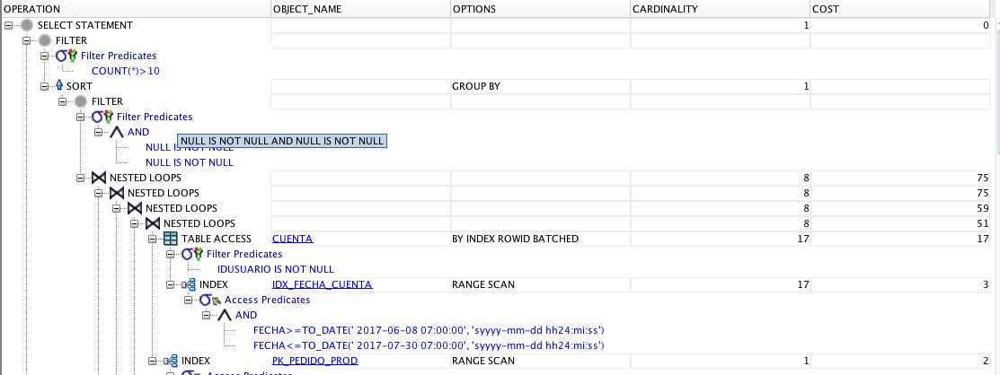 OPERATION OBJECT_NAME OPTIONS CARDINALITY COST
SELECT STATEMENT 1 0
FILTER
Filter Predicates
COUNT(*)>10
SORT GROUP BY 1
FILTER
Filter Predicates
AND
NULL IS NOT NULL AND NULL IS NOT NULL
NULL IS NOT NULL
NULL IS NOT NULL
NESTED LOOPS 8 75
NESTED LOOPS 8 75
NESTED LOOPS 8 59
NESTED LOOPS 8 51
TABLE ACCESS CUENTA BY INDEX ROWID BATCHED 17 17
Filter Predicates
IDUSUARIO IS NOT NULL
INDEX IDX_FECHA_CUENTA RANGE SCAN 17 3
Access Predicates
AND
FECHA>=TO_DATE(' 2017-06-08 07:00:00', 'syyyy-mm-dd hh24:mi:ss')
FECHA<=TO_DATE(' 2017-07-30 07:00:00', 'syyyy-mm-dd hh24:mi:ss')
INDEX PK_PEDIDO_PROD RANGE SCAN 1 2
Access Predicates